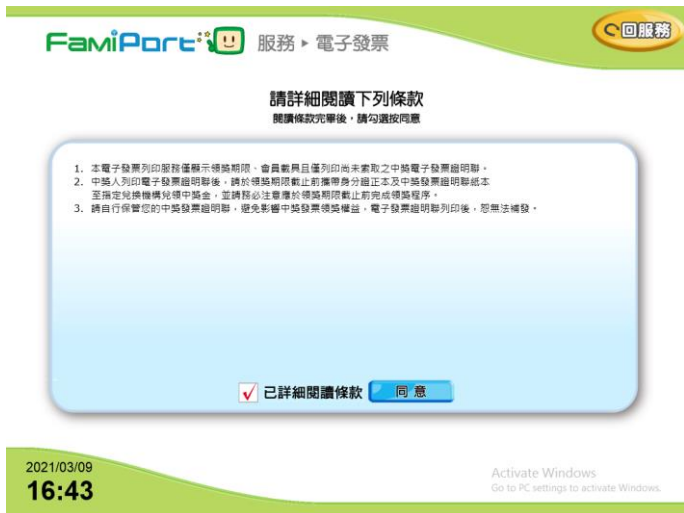 FamiPort
服務▸電子發票
回服務
請詳細閱讀下列條款
閱讀條款完畢後，請勾選按同意
1. 本電子發票列印服務僅顯示領獎期限、會員載具且僅列印尚未索取之中獎電子發票證明聯。
2. 中獎人列印電子發票證明聯後，請於領獎期限截止前攜帶身分證正本及中獎發票證明聯紙本
至指定兌換機構兌領中獎金，並請務必注意應於領獎期限截止前完成領獎程序。
3. 請自行保管您的中獎發票證明聯，避免影響中獎發票領獎權益，電子發票證明聯列印後，恕無法補發。
已詳細閱讀條款 同意
2021/03/09
16:43
Activate Windows
Go to PC settings to activate Windows.